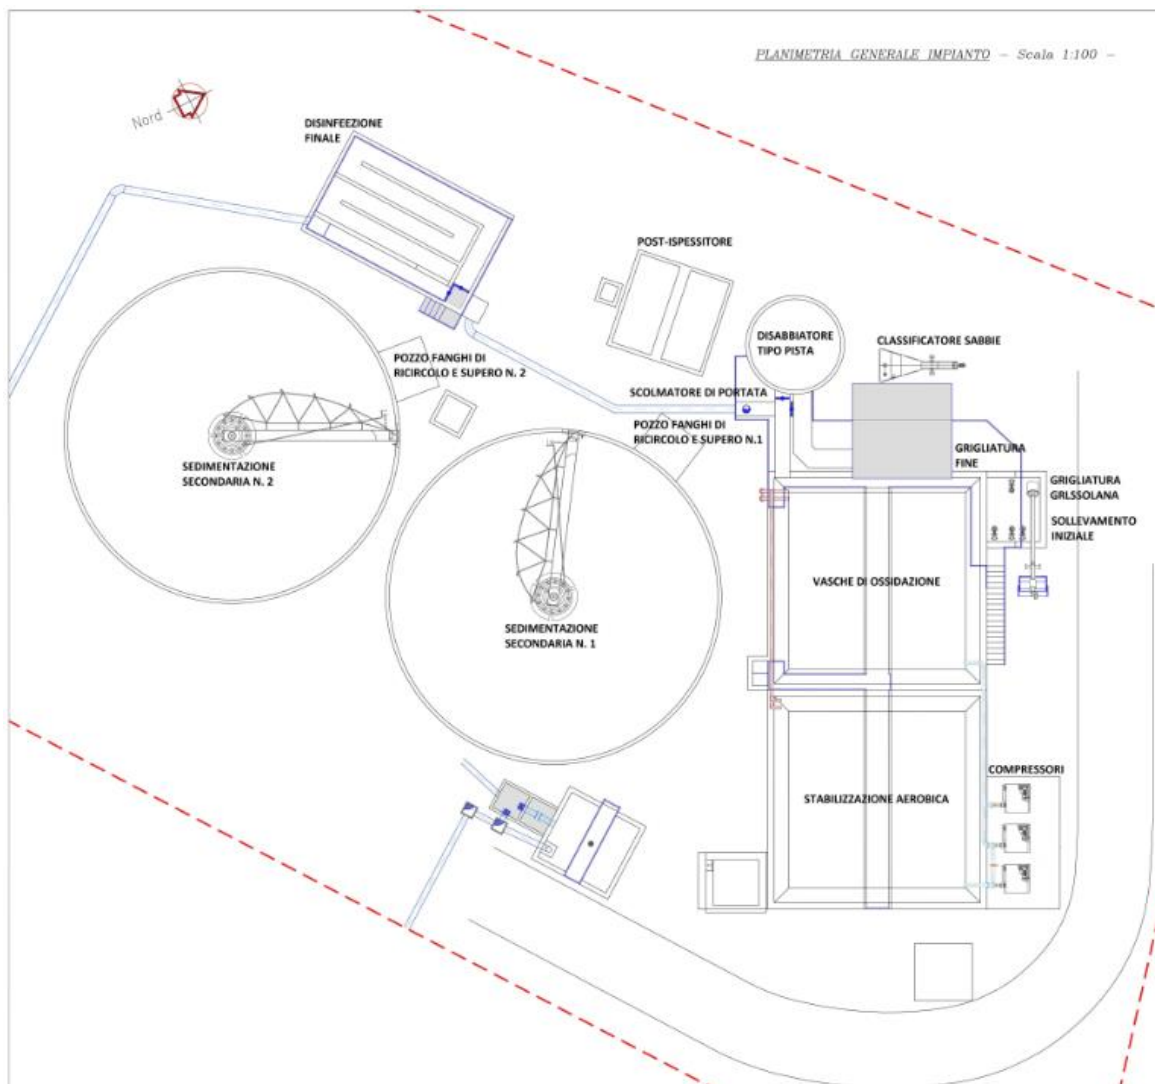 PLANIMETRIA GENERALE IMPIANTO - Scala 1:100 -
Nord
DISINFEEZIONE
FINALE
POST-ISPESSITORE
DISABBIATORE
TIPO PISTA
CLASSIFICATORE SABBIE
POZZO FANGHI DI
RICIRCOLO E SUPERO N. 2
SCOLMATORE DI PORTATA
POZZO FANGHI DI
RICIRCOLO E SUPERO N.1
GRIGLIATURA
FINE
SEDIMENTAZIONE
SECONDARIA N. 2
GRIGLIATURA
GRLSSOLANA
SOLLEVAMENTO
INIZIALE
VASCHE DI OSSIDAZIONE
SEDIMENTAZIONE
SECONDARIA N. 1
COMPRESSORI
STABILIZZAZIONE AEROBICA